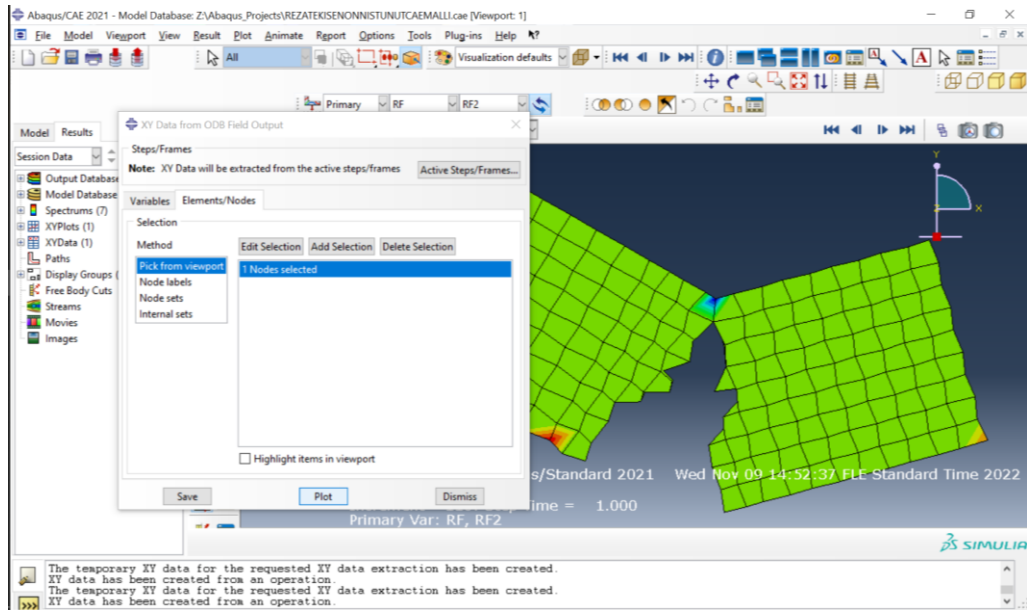 Abaqus/CAE 2021 - Model Database: Z:\Abaqus_Projects\REZATEKISENONNISTUNUTCAEMALLI.cae [Viewport: 1]
File Model Viewport View Result Plot Animate Report Options Tools Plug-ins Help
All
Visualization defaults
Primary
RF
RF2
Model Results
Session Data
Output Database
Model Database
Spectrums (7)
XYPlots (1)
XYData (1)
Paths
Display Groups (
Free Body Cuts
Streams
Movies
Images
XY Data from ODB Field Output
Steps/Frames
Note: XY Data will be extracted from the active steps/frames
Active Steps/Frames...
Variables Elements/Nodes
Selection
Method
Edit Selection Add Selection Delete Selection
Pick from viewport
Node labels
Node sets
Internal sets
1 Nodes selected
Highlight items in viewport
Save Plot Dismiss
Y
X
s/Standard 2021 Wed Nov 09 14:52:37 FLE Standard Time 2022
ime = 1.000
Primary Var: RF, RF2
SIMULIA
The temporary XY data for the requested XY data extraction has been created.
XY data has been created from an operation.
The temporary XY data for the requested XY data extraction has been created.
XY data has been created from an operation.
>>>